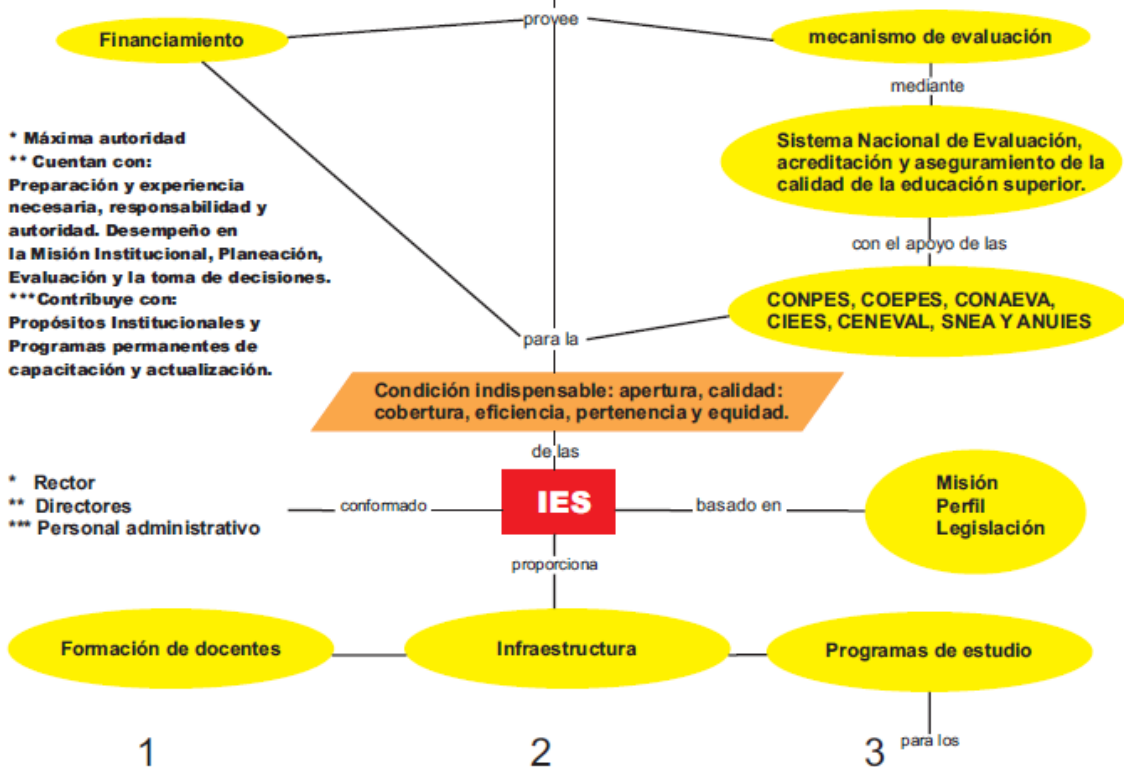 provee
Financiamiento
mecanismo de evaluación
mediante
* Máxima autoridad
** Cuentan con:
Preparación y experiencia
necesaria, responsabilidad y
autoridad. Desempeño en
la Misión Institucional, Planeación,
Evaluación y la toma de decisiones.
***Contribuye con:
Propósitos Institucionales y
Programas permanentes de
capacitación y actualización.
Sistema Nacional de Evaluación,
acreditación y aseguramiento de la
calidad de la educación superior.
con el apoyo de las
CONPES, COEPES, CONAEVA,
CIEES, CENEVAL, SNEA Y ANUIES
para la
Condición indispensable: apertura, calidad:
cobertura, eficiencia, pertenencia y equidad.
de las
* Rector
** Directores
*** Personal administrativo
conformado
IES
basado en
Misión
Perfil
Legislación
proporciona
Formación de docentes
Infraestructura
Programas de estudio
1
2
3
para los